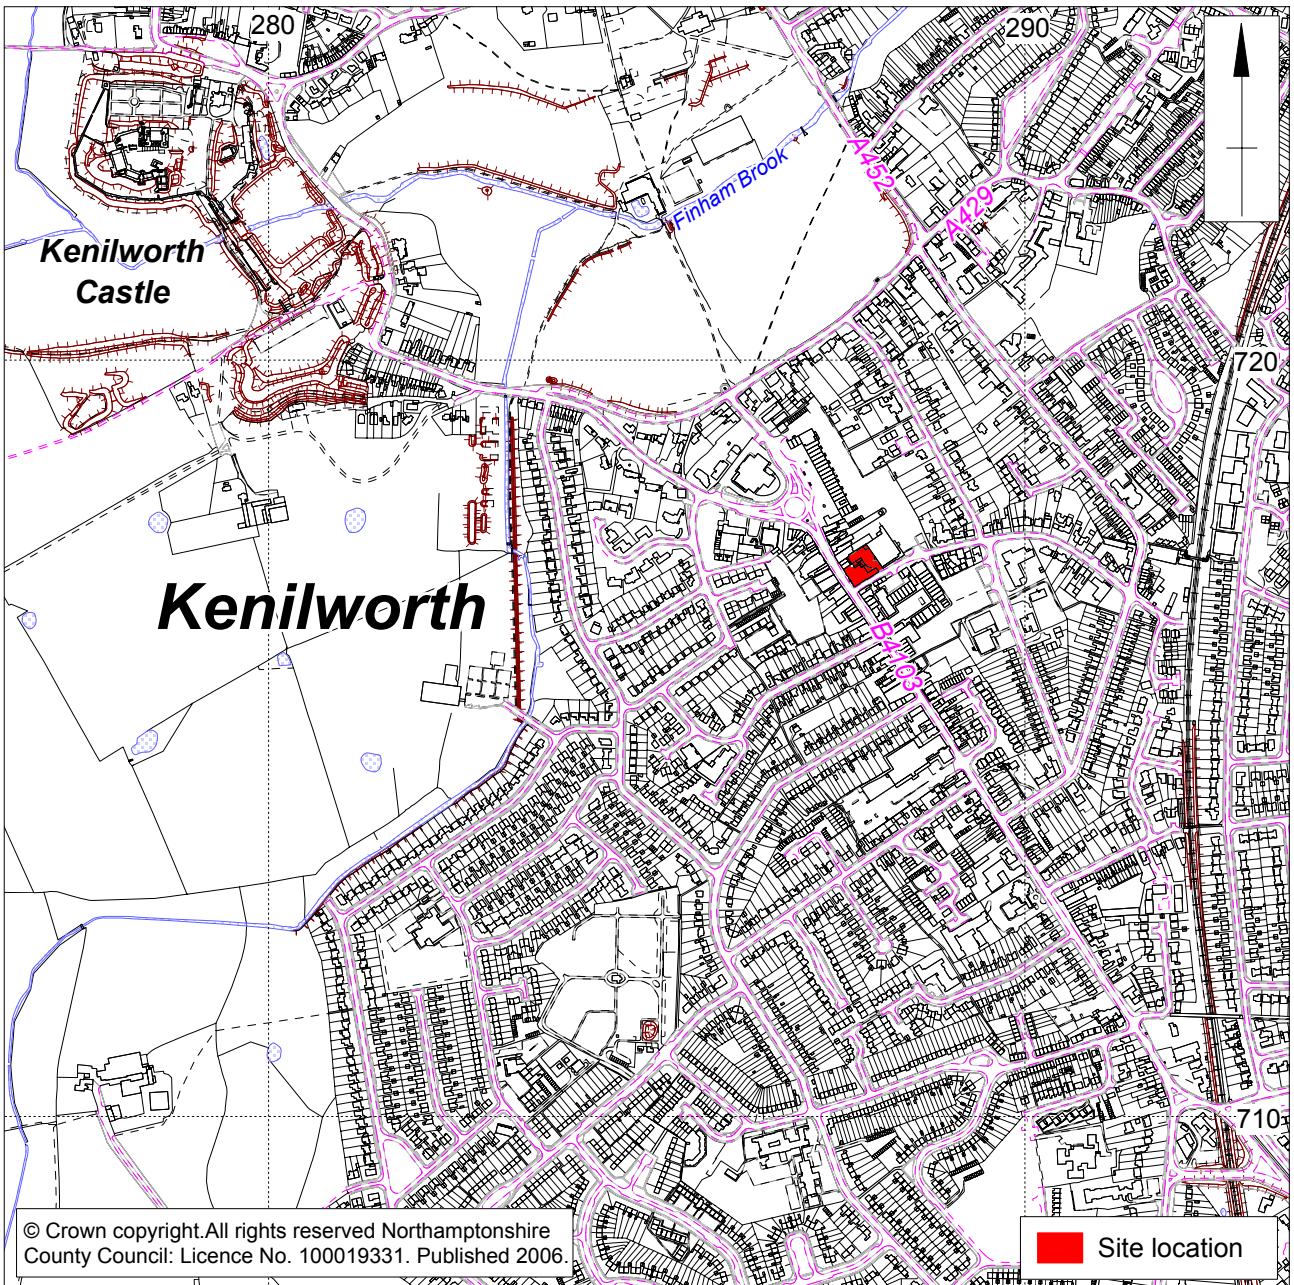 280
290
A452
Finham Brook
A429
Kenilworth
Castle
720
Kenilworth
B4103
710
© Crown copyright.All rights reserved Northamptonshire
County Council: Licence No. 100019331. Published 2006.
Site location